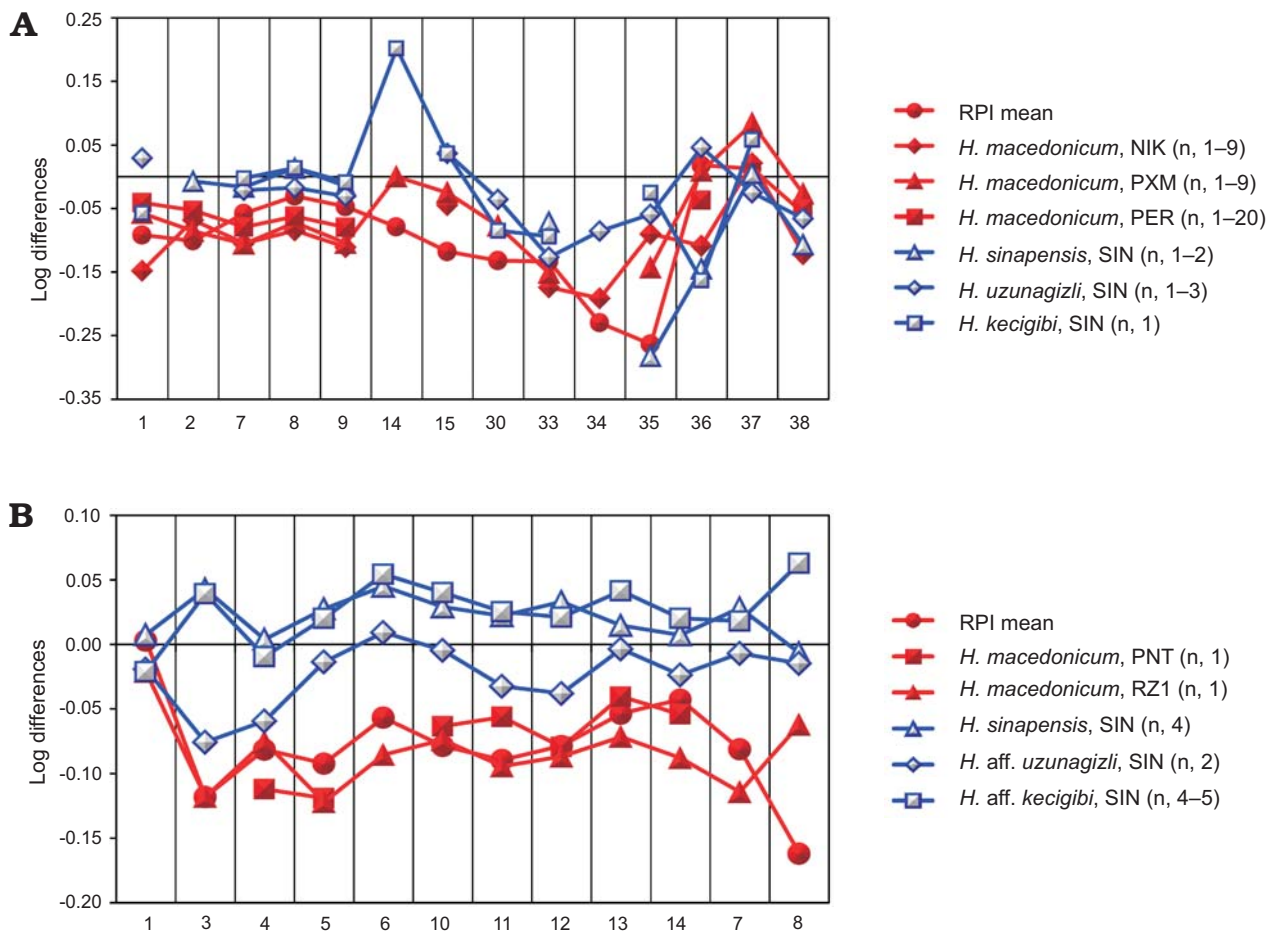 A
0.25
0.15
0.05
-0.05
-0.15
-0.25
-0.35
Log differences
1 2 7 8 9 14 15 30 33 34 35 36 37 38
RPI mean
H. macedonicum, NIK (n, 1–9)
H. macedonicum, PXM (n, 1–9)
H. macedonicum, PER (n, 1–20)
H. sinapensis, SIN (n, 1–2)
H. uzunagizli, SIN (n, 1–3)
H. kecigibi, SIN (n, 1)
B
0.10
0.05
0.00
-0.05
-0.10
-0.15
-0.20
Log differences
1 3 4 5 6 10 11 12 13 14 7 8
RPI mean
H. macedonicum, PNT (n, 1)
H. macedonicum, RZ1 (n, 1)
H. sinapensis, SIN (n, 4)
H. aff. uzunagizli, SIN (n, 2)
H. aff. kecigibi, SIN (n, 4–5)